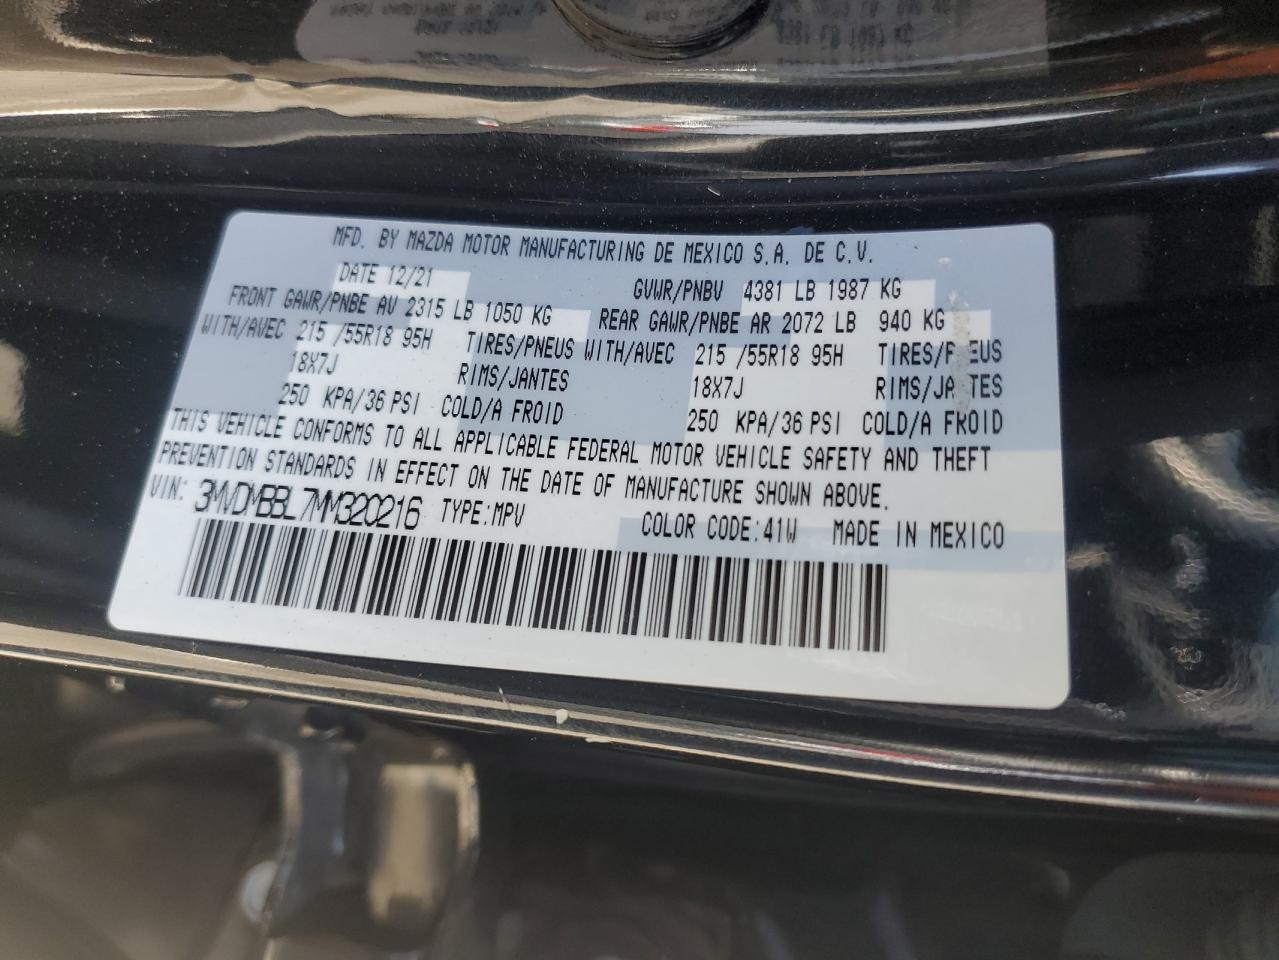 MFD. BY MAZDA MOTOR MANUFACTURING DE MEXICO S.A. DE C.V.
DATE 12/21 GVWR/PNBV 4381 LB 1987 KG
FRONT GAWR/PNBE AV 2315 LB 1050 KG REAR GAWR/PNBE AR 2072 LB 940 KG
WITH/AVEC 215 /55R18 95H TIRES/PNEUS WITH/AVEC 215 /55R18 95H TIRES/PNEUS
18X7J RIMS/JANTES 18X7J RIMS/JANTES
250 KPA/36 PSI COLD/A FROID 250 KPA/36 PSI COLD/A FROID
THIS VEHICLE CONFORMS TO ALL APPLICABLE FEDERAL MOTOR VEHICLE SAFETY AND THEFT
PREVENTION STANDARDS IN EFFECT ON THE DATE OF MANUFACTURE SHOWN ABOVE.
VIN: 3MVDMBBL7MM320216 TYPE:MPV COLOR CODE:41W MADE IN MEXICO